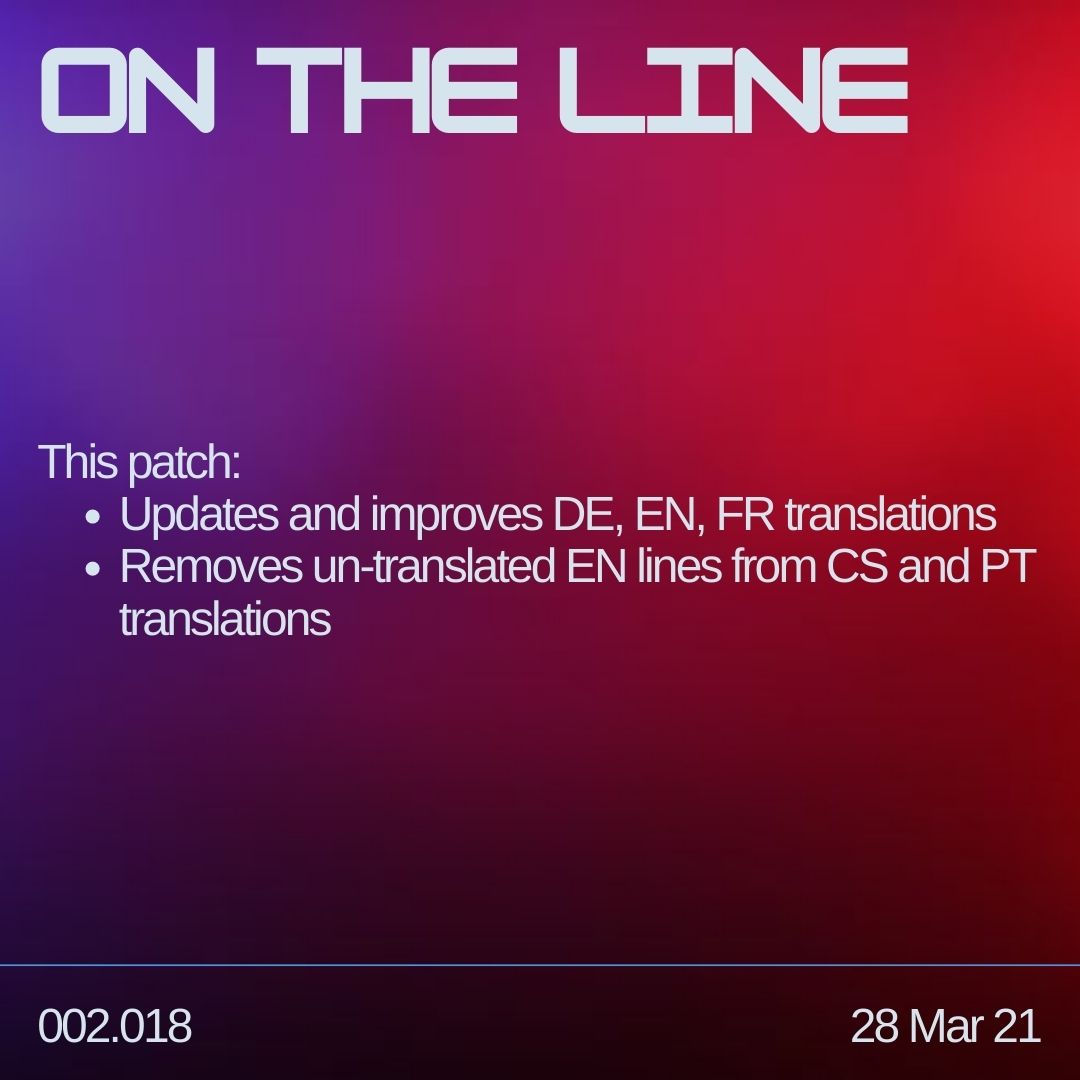 ON THE LINE
This patch:
• Updates and improves DE, EN, FR translations
• Removes un-translated EN lines from CS and PT
translations
002.018
28 Mar 21